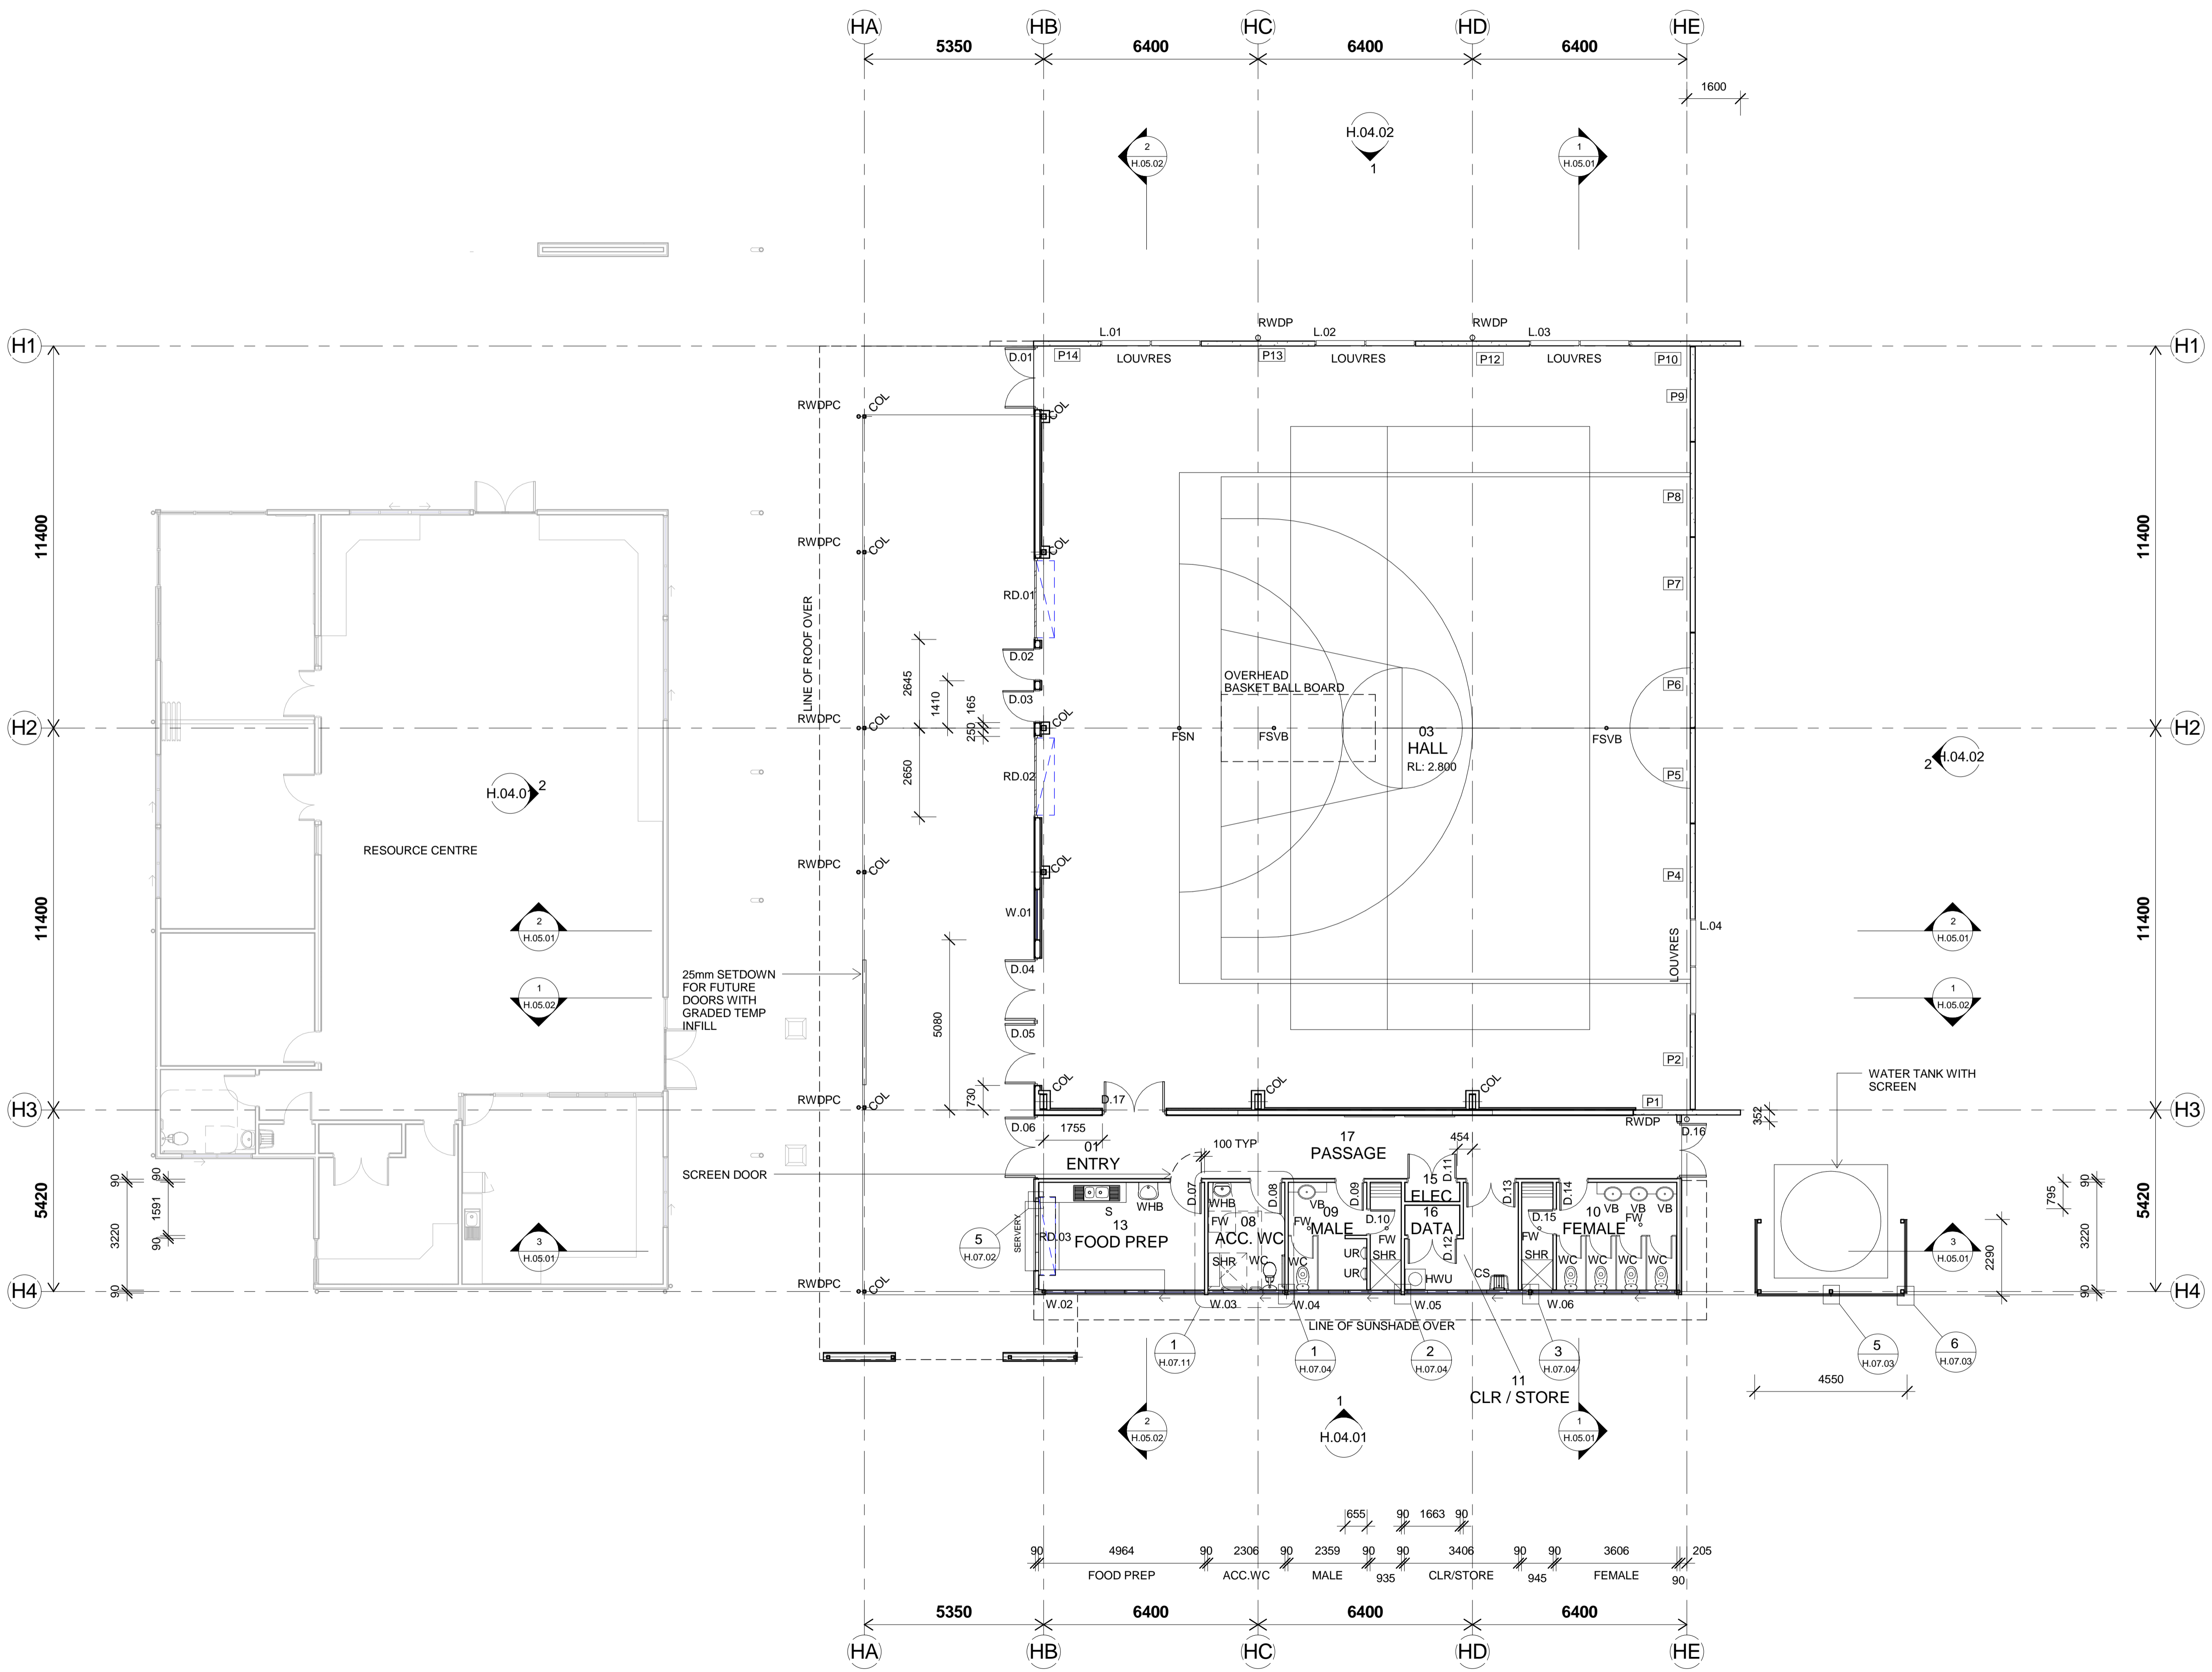 HA
HB
HC
HD
HE
5350
6400
6400
6400
1600
2
H.05.02
H.04.02
1
1
H.05.01
H1
RWDP
RWDP
H1
L.01
L.02
L.03
D.01
P14
LOUVRES
P13
LOUVRES
P12
LOUVRES
P10
P9
RWDPC
COL
COL
P8
11400
11400
RWDPC
COL
COL
P7
RD.01
LINE OF ROOF OVER
D.02
2645
1410
165
OVERHEAD
BASKET BALL BOARD
P6
D.03
H2
RWDPC
COL
250
COL
FSN
FSVB
03
HALL
RL: 2.800
FSVB
H2
H.04.02
2
H.04.01
2
2650
RD.02
P5
RESOURCE CENTRE
RWDPC
COL
COL
P4
11400
11400
W.01
2
H.05.01
L.04
LOUVRES
2
H.05.01
25mm SETDOWN
FOR FUTURE
DOORS WITH
GRADED TEMP
INFILL
D.04
1
H.05.02
1
H.05.02
5080
D.05
P2
WATER TANK WITH
SCREEN
730
COL
COL
COL
D.17
P1
H3
RWDPC
COL
RWDP
352
H3
D.06
1755
01
ENTRY
100 TYP
17
PASSAGE
454
D.16
SCREEN DOOR
90
90
1591
3220
90
90
5420
D.07
D.08
D.09
D.11
15
ELEC
D.13
D.14
S
WHB
WHB
VB
VB
VB
VB
13
FOOD PREP
FW
08
ACC. WC
FW
09
MALE
D.10
FW
16
DATA
D.12
D.15
FW
10
FEMALE
FW
795
90
3220
90
5420
2290
SERVERY
RD.03
5
H.07.02
3
H.05.01
SHR
WC
WC
UR
UR
SHR
HWU
CS
SHR
WC
WC
WC
WC
3
H.05.01
H4
RWDPC
COL
W.02
W.03
W.04
W.05
W.06
H4
LINE OF SUNSHADE OVER
1
H.07.11
1
H.07.04
2
H.07.04
3
H.07.04
5
H.07.03
6
H.07.03
11
CLR / STORE
4550
2
H.05.02
1
H.04.01
1
H.05.01
655
90
1663
90
90
4964
90
2306
90
2359
90
90
3406
90
90
3606
205
FOOD PREP
ACC.WC
MALE
935
CLR/STORE
945
FEMALE
90
5350
6400
6400
6400
HA
HB
HC
HD
HE